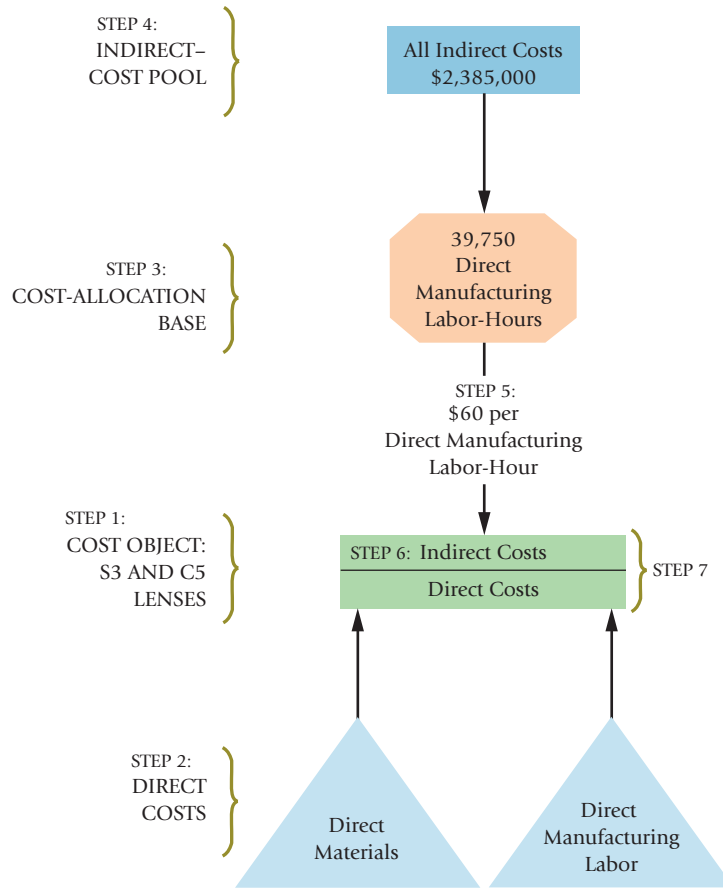 STEP 4:
INDIRECT–
COST POOL
All Indirect Costs
$2,385,000
STEP 3:
COST-ALLOCATION
BASE
39,750
Direct
Manufacturing
Labor-Hours
STEP 5:
$60 per
Direct Manufacturing
Labor-Hour
STEP 1:
COST OBJECT:
S3 AND C5
LENSES
STEP 6: Indirect Costs
Direct Costs
STEP 7
STEP 2:
DIRECT
COSTS
Direct
Materials
Direct
Manufacturing
Labor